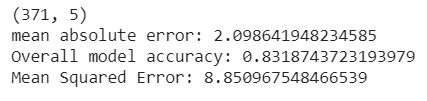 (371, 5)
mean absolute error: 2.098641948234585
Overall model accuracy: 0.8318743723193979
Mean Squared Error: 8.850967548466539